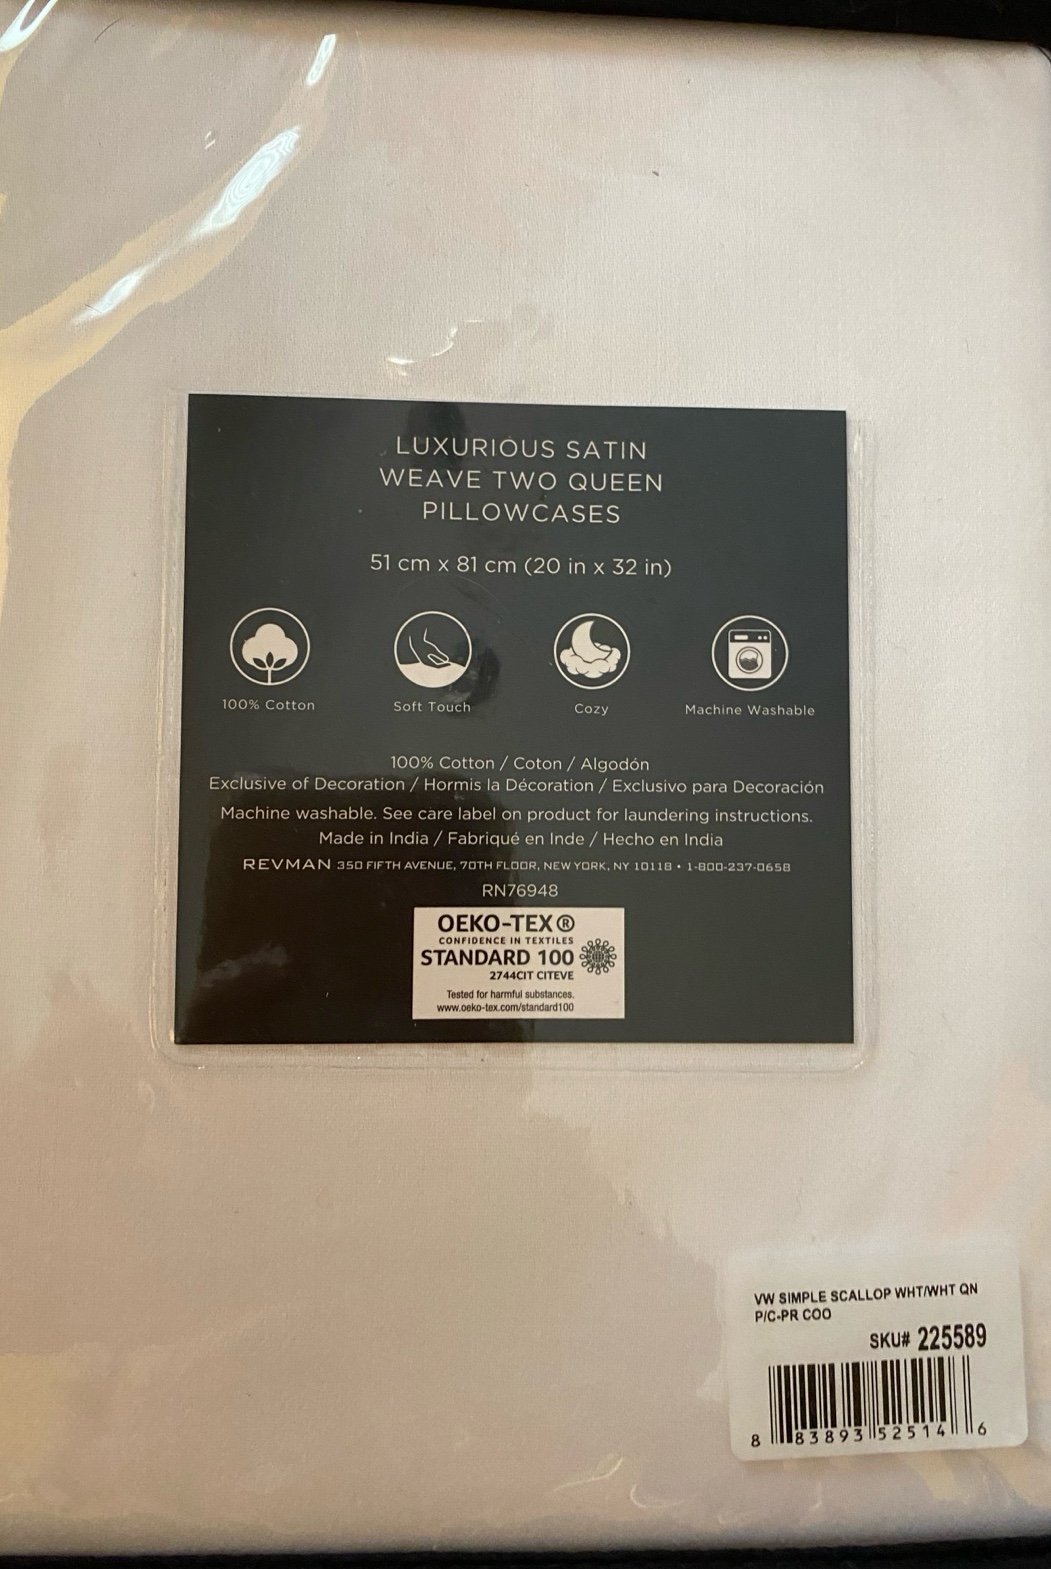 LUXURIOUS SATIN
WEAVE TWO QUEEN
PILLOWCASES
51 cm x 81 cm (20 in x 32 in)
100% Cotton
Soft Touch
Cozy
Machine Washable
100% Cotton / Coton / Algodón
Exclusive of Decoration / Hormis la Décoration / Exclusivo para Decoración
Machine washable. See care label on product for laundering instructions.
Made in India / Fabriqué en Inde / Hecho en India
REVMAN 350 FIFTH AVENUE, 70TH FLOOR, NEW YORK, NY 10118 • 1-800-237-0658
RN76948
OEKO-TEX®
CONFIDENCE IN TEXTILES
STANDARD 100
2744CIT CITEVE
Tested for harmful substances.
www.oeko-tex.com/standard100
VW SIMPLE SCALLOP WHT/WHT QN
P/C-PR COO
SKU# 225589
8 83893 52514 6